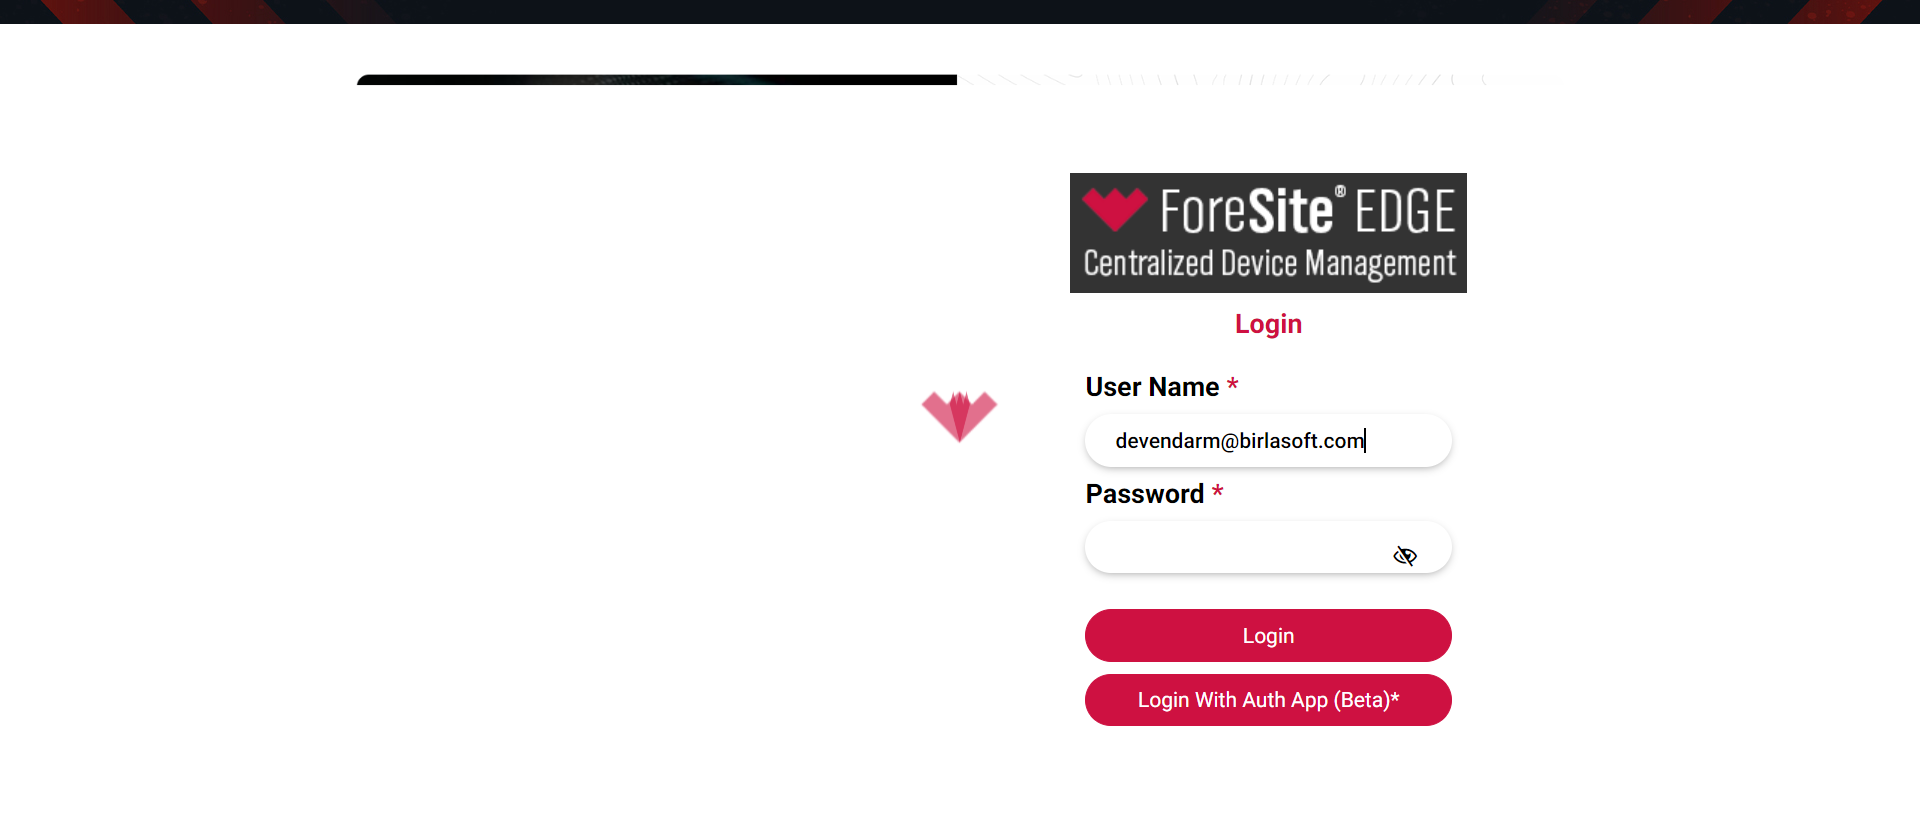 ForeSite® EDGE
Centralized Device Management
Login
User Name *
devendarm@birlasoft.com
Password *
Login
Login With Auth App (Beta)*